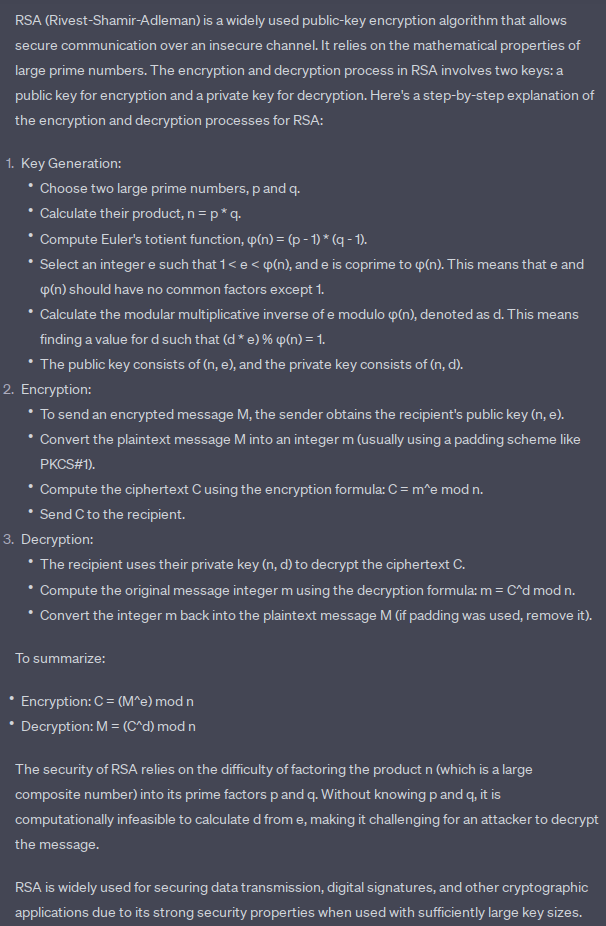 RSA (Rivest-Shamir-Adleman) is a widely used public-key encryption algorithm that allows
secure communication over an insecure channel. It relies on the mathematical properties of
large prime numbers. The encryption and decryption process in RSA involves two keys: a
public key for encryption and a private key for decryption. Here's a step-by-step explanation of
the encryption and decryption processes for RSA:
1. Key Generation:
• Choose two large prime numbers, p and q.
• Calculate their product, n = p * q.
• Compute Euler's totient function, φ(n) = (p - 1) * (q - 1).
• Select an integer e such that 1 < e < φ(n), and e is coprime to φ(n). This means that e and
φ(n) should have no common factors except 1.
• Calculate the modular multiplicative inverse of e modulo φ(n), denoted as d. This means
finding a value for d such that (d * e) % φ(n) = 1.
• The public key consists of (n, e), and the private key consists of (n, d).
2. Encryption:
• To send an encrypted message M, the sender obtains the recipient's public key (n, e).
• Convert the plaintext message M into an integer m (usually using a padding scheme like
PKCS#1).
• Compute the ciphertext C using the encryption formula: C = m^e mod n.
• Send C to the recipient.
3. Decryption:
• The recipient uses their private key (n, d) to decrypt the ciphertext C.
• Compute the original message integer m using the decryption formula: m = C^d mod n.
• Convert the integer m back into the plaintext message M (if padding was used, remove it).
To summarize:
• Encryption: C = (M^e) mod n
• Decryption: M = (C^d) mod n
The security of RSA relies on the difficulty of factoring the product n (which is a large
composite number) into its prime factors p and q. Without knowing p and q, it is
computationally infeasible to calculate d from e, making it challenging for an attacker to decrypt
the message.
RSA is widely used for securing data transmission, digital signatures, and other cryptographic
applications due to its strong security properties when used with sufficiently large key sizes.